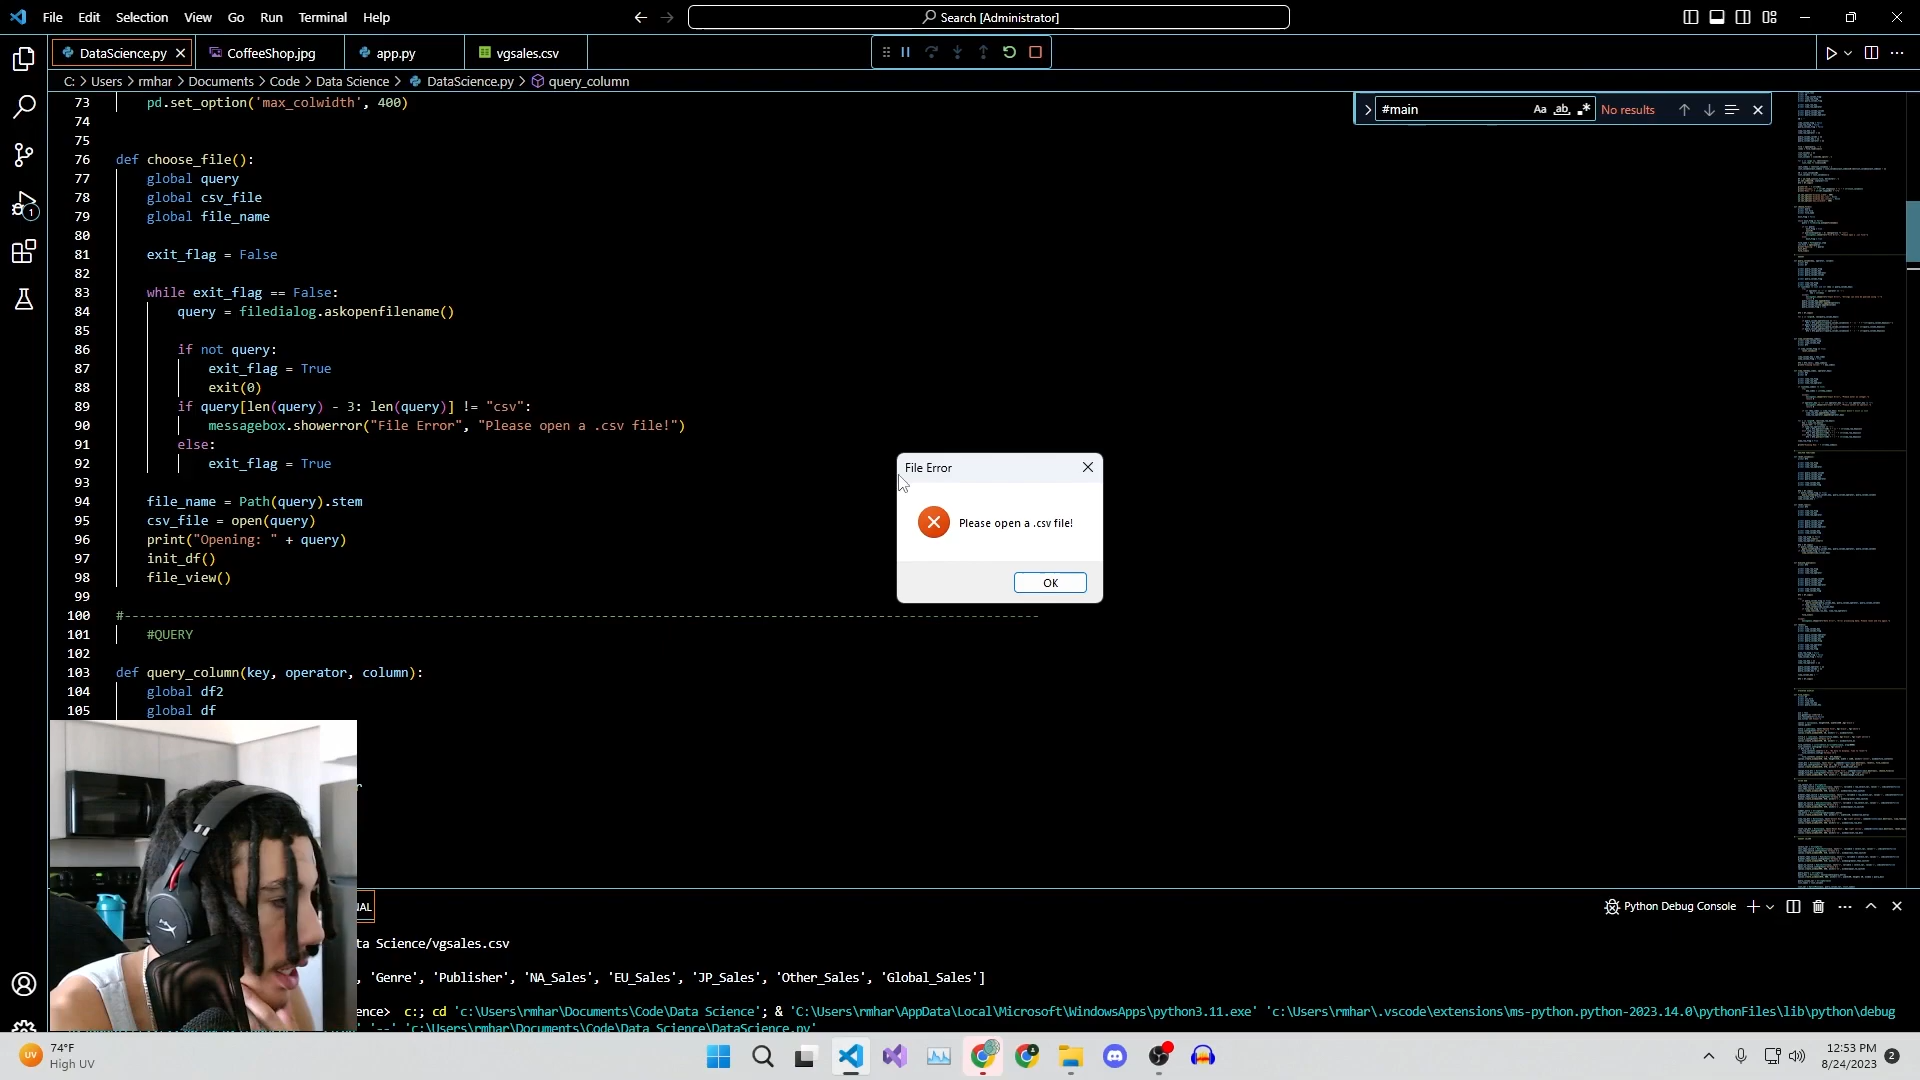 File Edit Selection View Go Run Terminal Help
Search [Administrator]
DataScience.py CoffeeShop.jpg app.py vgsales.csv
C: > Users > rmhar > Documents > Code > Data Science > DataScience.py > query_column
#main Aa ab No results
73 pd.set_option('max_colwidth', 400)
74
75
76 def choose_file():
77 global query
78 global csv_file
79 global file_name
80
81 exit_flag = False
82
83 while exit_flag == False:
84 query = filedialog.askopenfilename()
85
86 if not query:
87 exit_flag = True
88 exit(0)
89 if query[len(query) - 3: len(query)] != "csv":
90 messagebox.showerror("File Error", "Please open a .csv file!")
91 else:
92 exit_flag = True
93
94 file_name = Path(query).stem
95 csv_file = open(query)
96 print("Opening: " + query)
97 init_df()
98 file_view()
99
100 #-----------------------------------------------------------------------------------------------------------------------
101 #QUERY
102
103 def query_column(key, operator, column):
104 global df2
105 global df
File Error
Please open a .csv file!
OK
1
r
NAL
Python Debug Console
ta Science/vgsales.csv
, 'Genre', 'Publisher', 'NA_Sales', 'EU_Sales', 'JP_Sales', 'Other_Sales', 'Global_Sales']
ence> c:; cd 'c:\Users\rmhar\Documents\Code\Data Science'; & 'C:\Users\rmhar\AppData\Local\Microsoft\WindowsApps\python3.11.exe' 'c:\Users\rmhar\.vscode\extensions\ms-python.python-2023.14.0\pythonFiles\lib\python\debug
'--' 'c:\Users\rmhar\Documents\Code\Data Science\DataScience.py'
UV
74°F
High UV
12:53 PM
8/24/2023
2